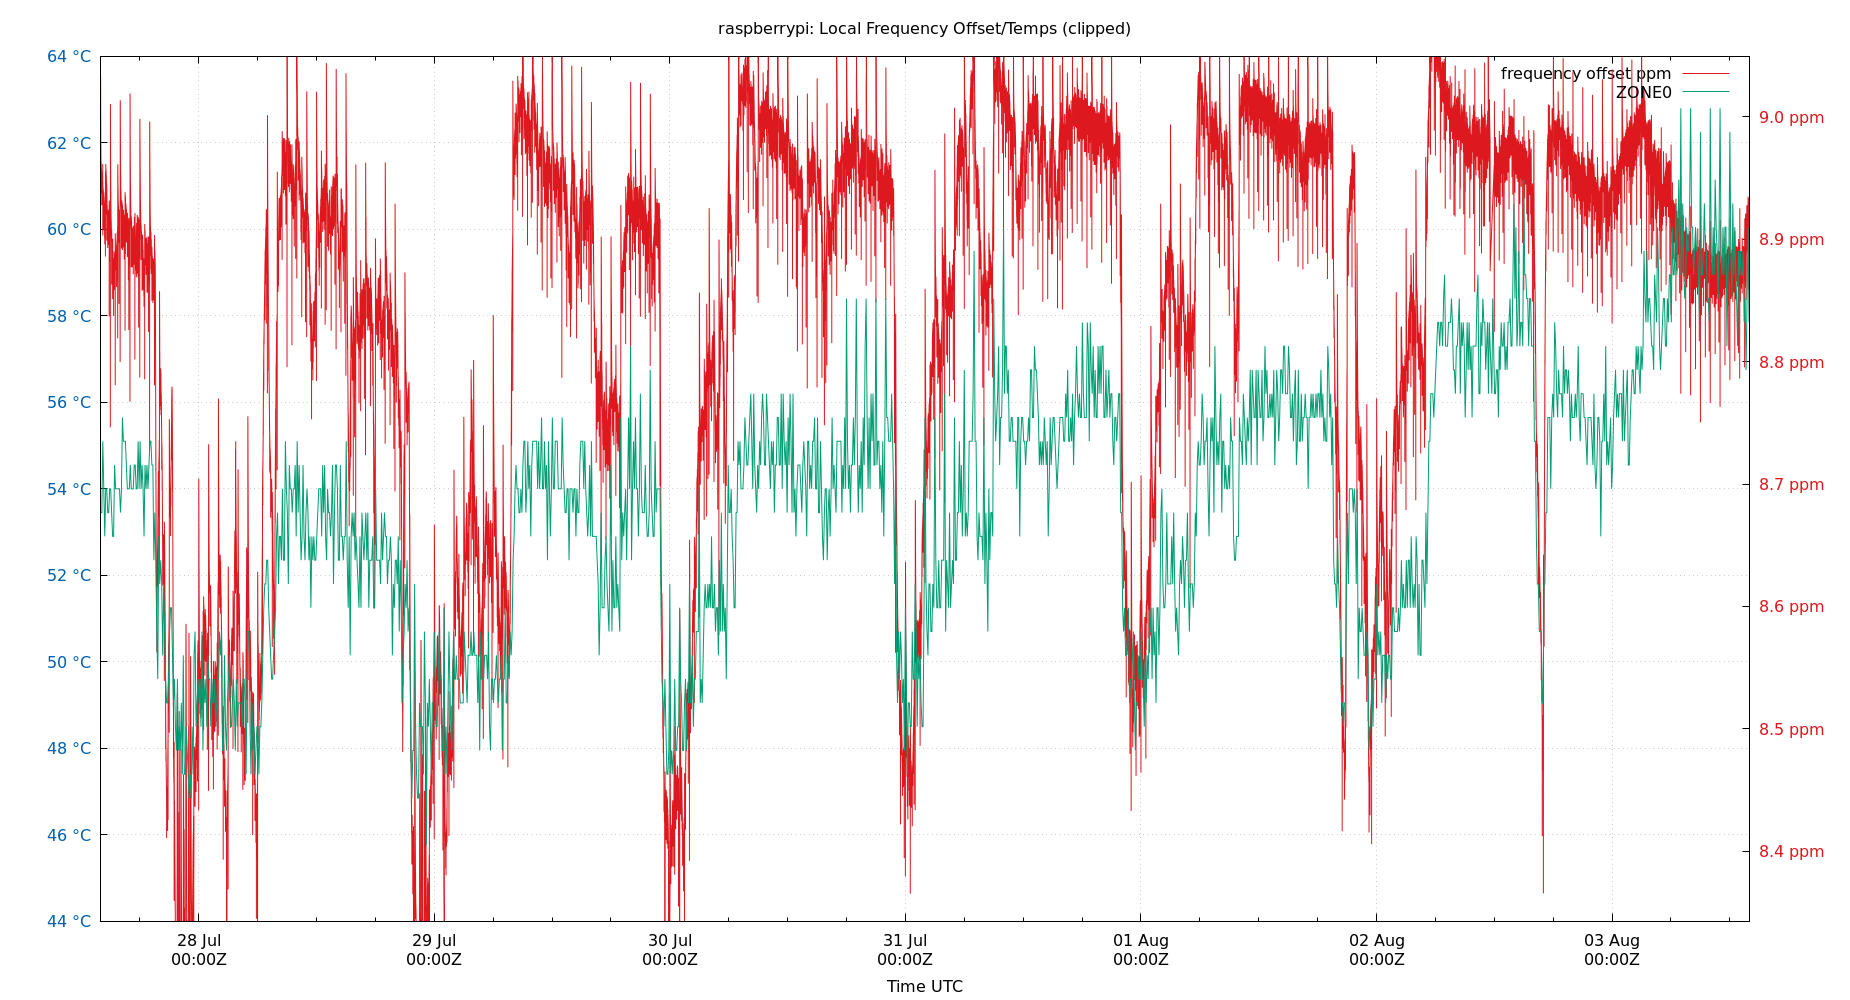 raspberrypi: Local Frequency Offset/Temps (clipped)
64 °C
62 °C
60 °C
58 °C
56 °C
54 °C
52 °C
50 °C
48 °C
46 °C
44 °C
frequency offset ppm
ZONE0
9.0 ppm
8.9 ppm
8.8 ppm
8.7 ppm
8.6 ppm
8.5 ppm
8.4 ppm
28 Jul 29 Jul 30 Jul 31 Jul 01 Aug 02 Aug 03 Aug
00:00Z 00:00Z 00:00Z 00:00Z 00:00Z 00:00Z 00:00Z
Time UTC